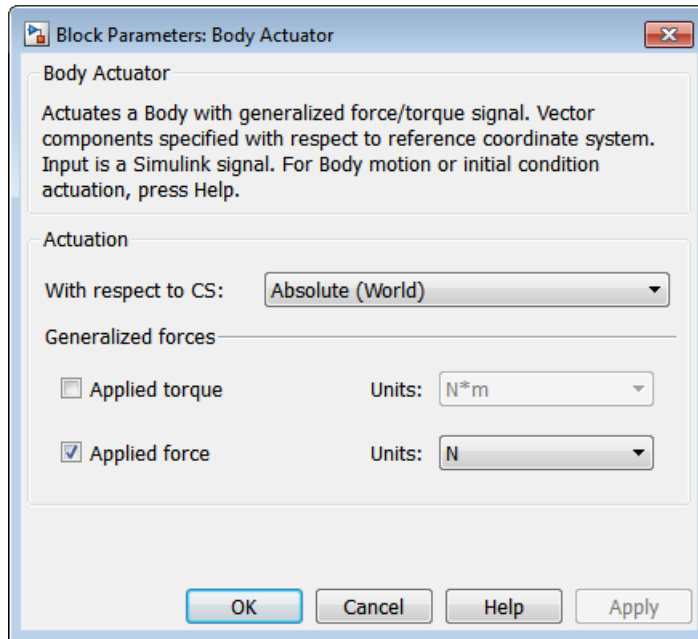 Block Parameters: Body Actuator
Body Actuator
Actuates a Body with generalized force/torque signal. Vector
components specified with respect to reference coordinate system.
Input is a Simulink signal. For Body motion or initial condition
actuation, press Help.
Actuation
With respect to CS: Absolute (World)
Generalized forces
Applied torque Units: N*m
Applied force Units: N
OK Cancel Help Apply